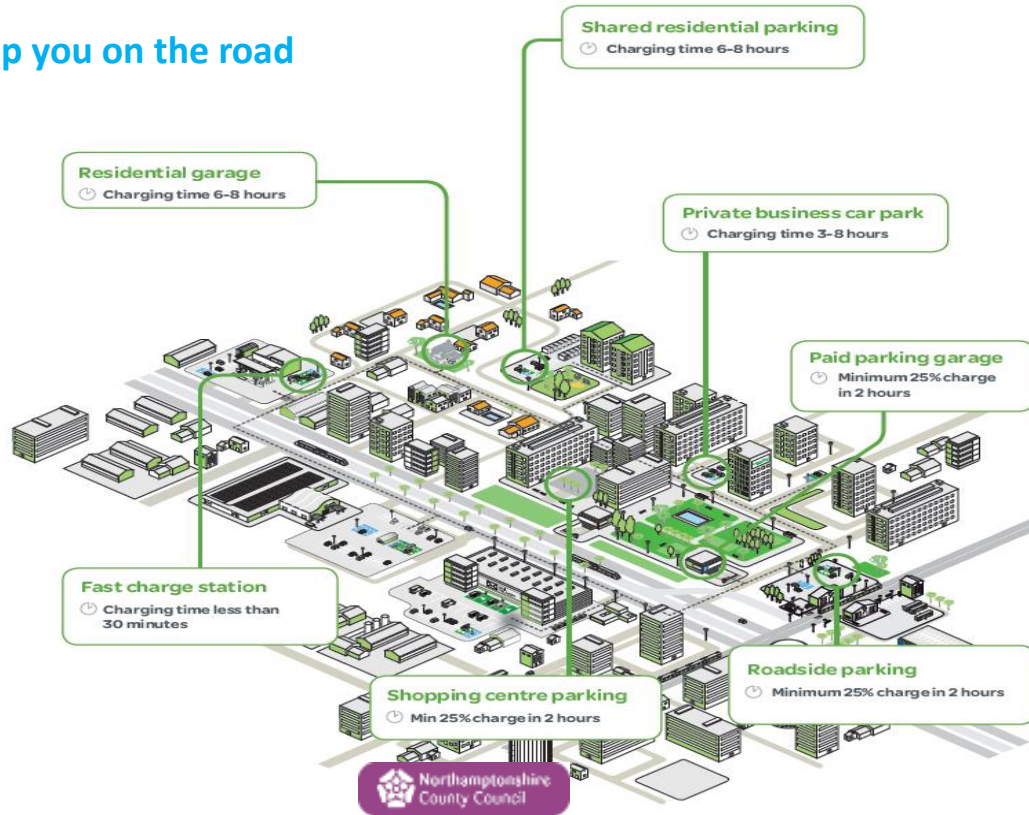 p you on the road
Shared residential parking
Charging time 6-8 hours
Residential garage
Charging time 6-8 hours
Private business car park
Charging time 3-8 hours
Paid parking garage
Minimum 25% charge
in 2 hours
Fast charge station
Charging time less than
30 minutes
Shopping centre parking
Min 25% charge in 2 hours
Roadside parking
Minimum 25% charge in 2 hours
Northamptonshire
County Council